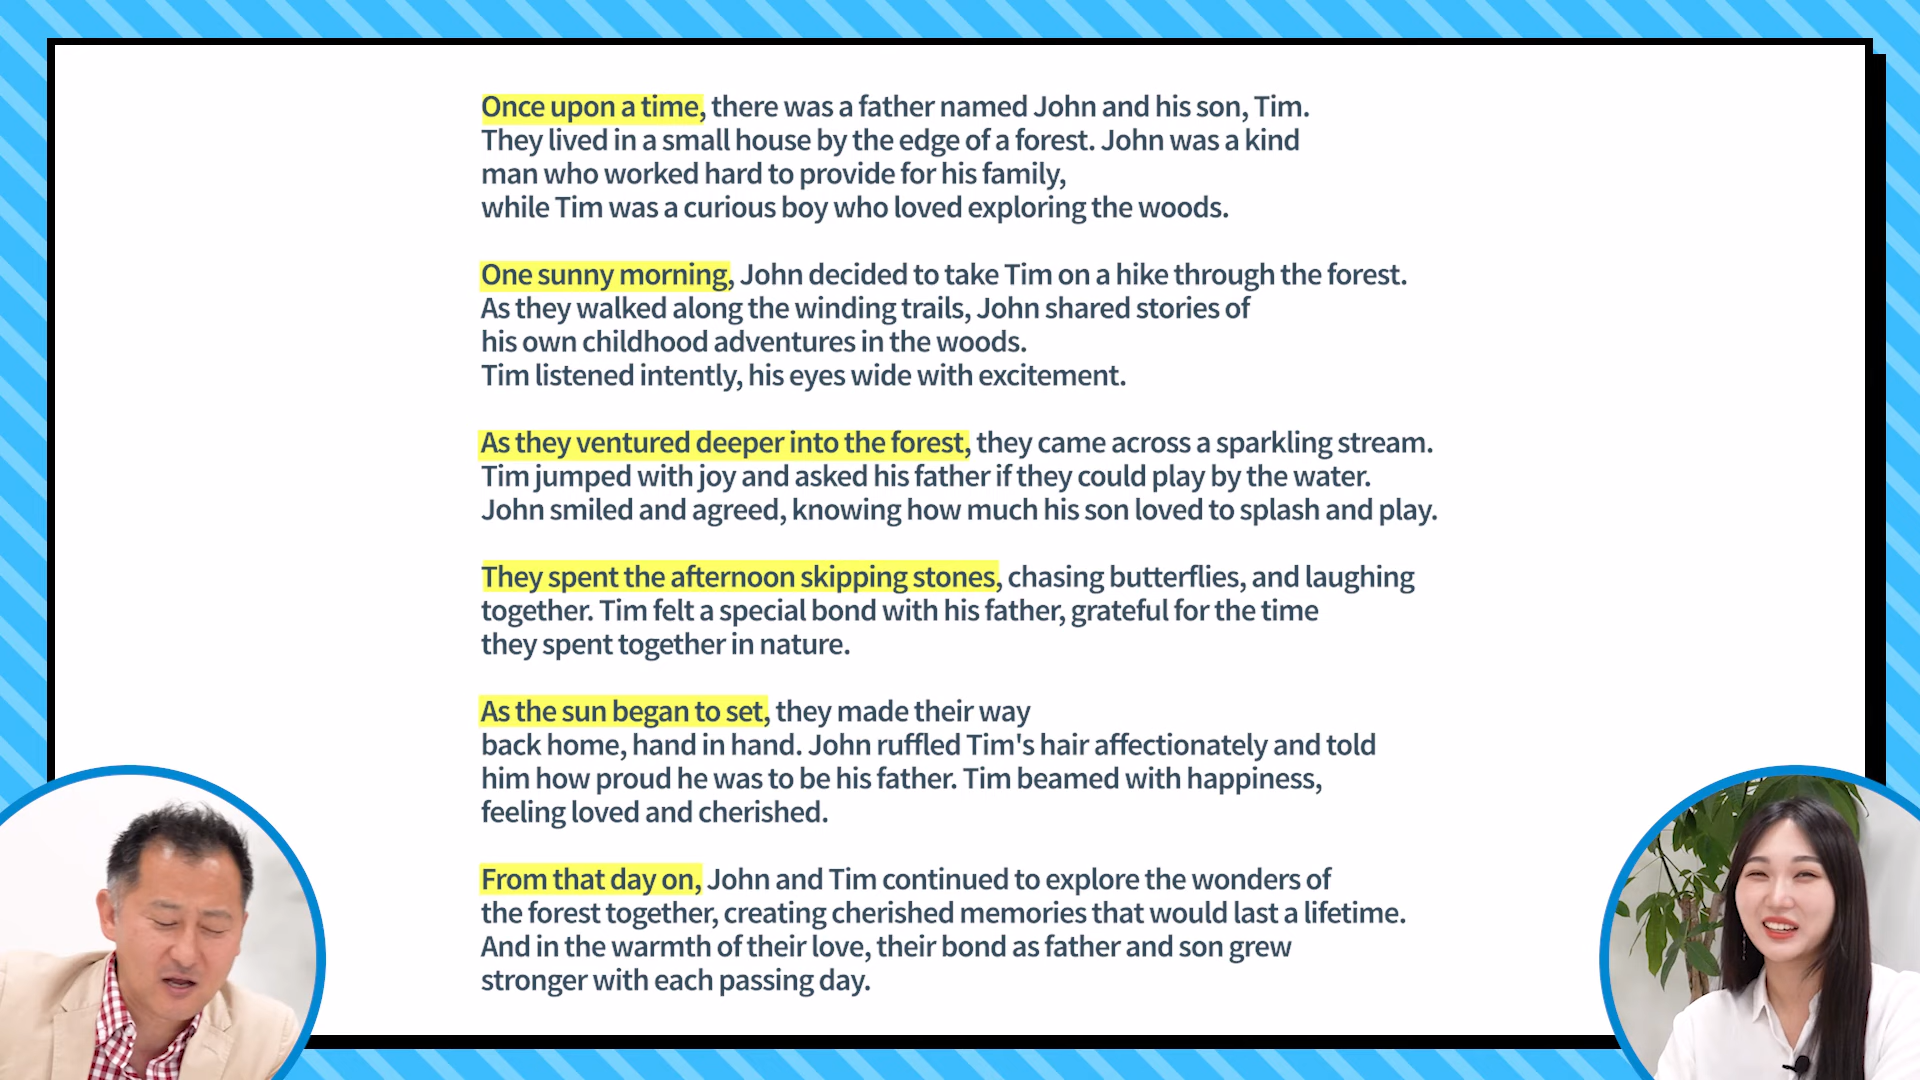 Once upon a time, there was a father named John and his son, Tim.
They lived in a small house by the edge of a forest. John was a kind
man who worked hard to provide for his family,
while Tim was a curious boy who loved exploring the woods.
One sunny morning, John decided to take Tim on a hike through the forest.
As they walked along the winding trails, John shared stories of
his own childhood adventures in the woods.
Tim listened intently, his eyes wide with excitement.
As they ventured deeper into the forest, they came across a sparkling stream.
Tim jumped with joy and asked his father if they could play by the water.
John smiled and agreed, knowing how much his son loved to splash and play.
They spent the afternoon skipping stones, chasing butterflies, and laughing
together. Tim felt a special bond with his father, grateful for the time
they spent together in nature.
As the sun began to set, they made their way
back home, hand in hand. John ruffled Tim's hair affectionately and told
him how proud he was to be his father. Tim beamed with happiness,
feeling loved and cherished.
From that day on, John and Tim continued to explore the wonders of
the forest together, creating cherished memories that would last a lifetime.
And in the warmth of their love, their bond as father and son grew
stronger with each passing day.